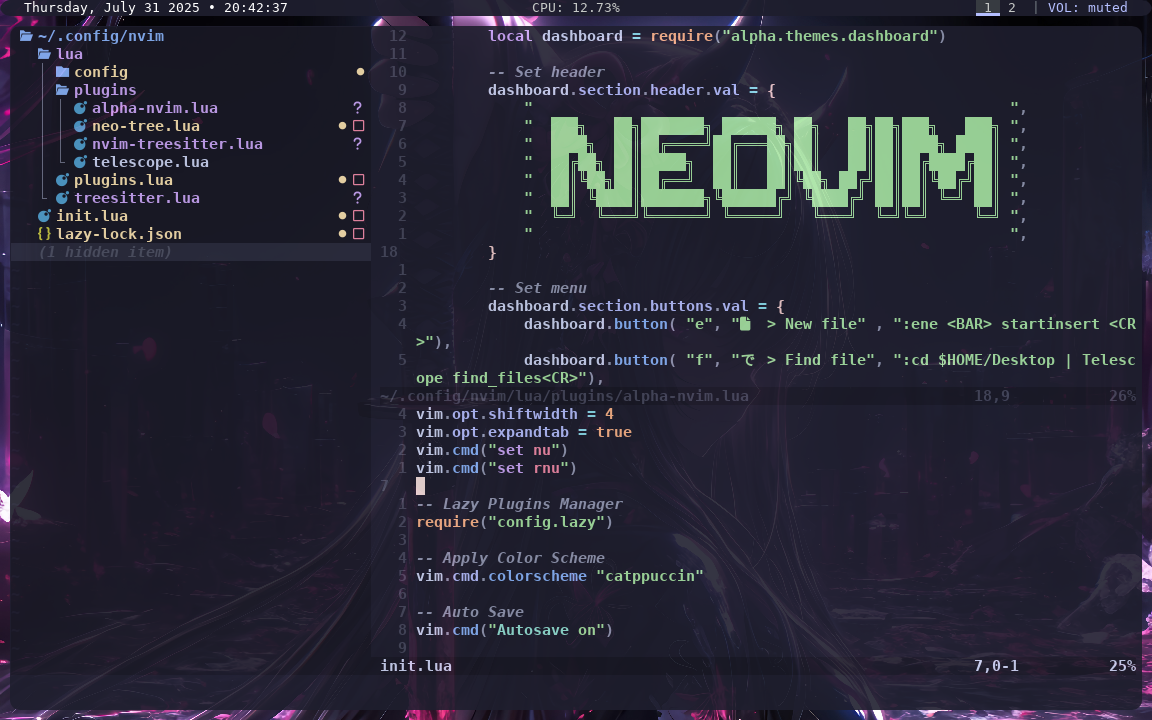 Thursday, July 31 2025 • 20:42:37 CPU: 12.73% 1 2 | VOL: muted
~/.config/nvim
lua
config ●
plugins
alpha-nvim.lua ?
neo-tree.lua ●
nvim-treesitter.lua ?
telescope.lua
plugins.lua ●
treesitter.lua ?
init.lua ●
{} lazy-lock.json ●
(1 hidden item)
12 local dashboard = require("alpha.themes.dashboard")
11
10 -- Set header
9 dashboard.section.header.val = {
8 " ",
7 " ███╗   ██╗███████╗ ██████╗ ██╗   ██╗██╗███╗   ███╗ ",
6 " ████╗  ██║██╔════╝██╔═══██╗██║   ██║██║████╗ ████║ ",
5 " ██╔██╗ ██║█████╗  ██║   ██║██║   ██║██║██╔████╔██║ ",
4 " ██║╚██╗██║██╔══╝  ██║   ██║╚██╗ ██╔╝██║██║╚██╔╝██║ ",
3 " ██║ ╚████║███████╗╚██████╔╝ ╚████╔╝ ██║██║ ╚═╝ ██║ ",
2 " ╚═╝  ╚═══╝╚══════╝ ╚═════╝   ╚═══╝  ╚═╝╚═╝     ╚═╝ ",
1 " ",
18 }
1
2 -- Set menu
3 dashboard.section.buttons.val = {
4 dashboard.button( "e", " > New file" , ":ene <BAR> startinsert <CR
>"),
5 dashboard.button( "f", " > Find file", ":cd $HOME/Desktop | Telesc
ope find_files<CR>"),
~/.config/nvim/lua/plugins/alpha-nvim.lua 18,9 26%
4 vim.opt.shiftwidth = 4
3 vim.opt.expandtab = true
2 vim.cmd("set nu")
1 vim.cmd("set rnu")
7
1 -- Lazy Plugins Manager
2 require("config.lazy")
3
4 -- Apply Color Scheme
5 vim.cmd.colorscheme "catppuccin"
6
7 -- Auto Save
8 vim.cmd("Autosave on")
9
init.lua 7,0-1 25%